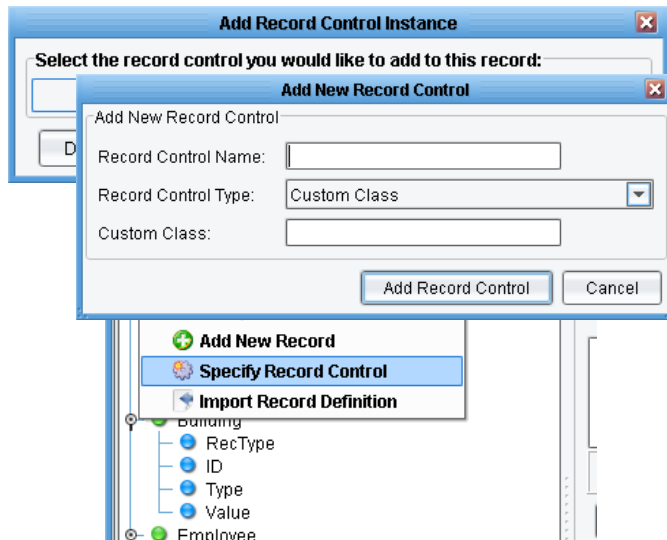 Add Record Control Instance
Select the record control you would like to add to this record:
Add New Record Control
Add New Record Control
D
Record Control Name:
Record Control Type: Custom Class
Custom Class:
Add Record Control Cancel
Add New Record
Specify Record Control
Import Record Definition
Building
RecType
ID
Type
Value
Employee